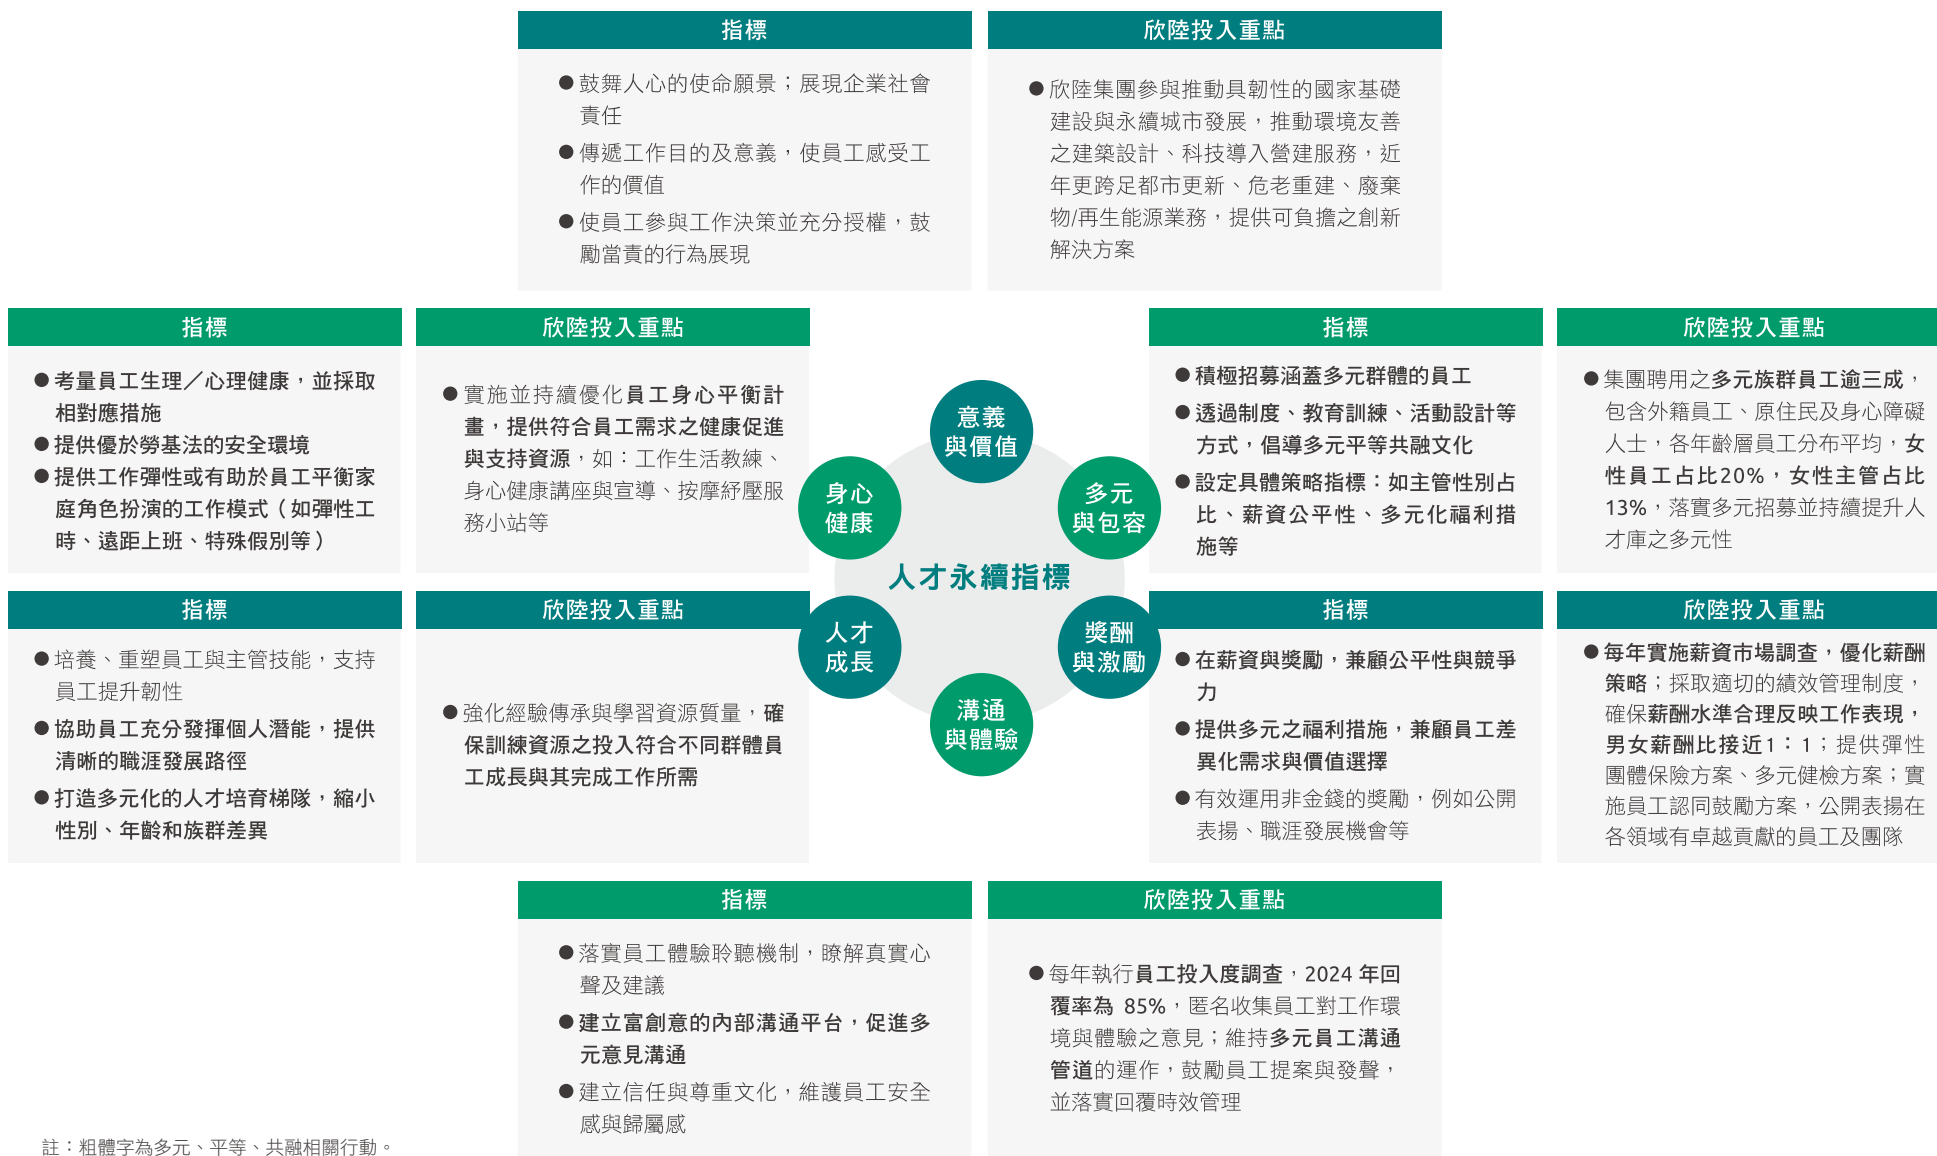 指標
鼓舞人心的使命願景；展現企業社會
責任
傳遞工作目的及意義，使員工感受工
作的價值
使員工參與工作決策並充分授權，鼓
勵當責的行為展現
欣陸投入重點
欣陸集團參與推動具韌性的國家基礎
建設與永續城市發展，推動環境友善
之建築設計、科技導入營建服務，近
年更跨足都市更新、危老重建、廢棄
物/再生能源業務，提供可負擔之創新
解決方案
指標
考量員工生理／心理健康，並採取
相對應措施
提供優於勞基法的安全環境
提供工作彈性或有助於員工平衡家
庭角色扮演的工作模式（如彈性工
時、遠距上班、特殊假別等）
欣陸投入重點
實施並持續優化員工身心平衡計
畫，提供符合員工需求之健康促進
與支持資源，如：工作生活教練、
身心健康講座與宣導、按摩紓壓服
務小站等
意義
與價值
身心
健康
多元
與包容
人才永續指標
人才
成長
獎酬
與激勵
溝通
與體驗
指標
積極招募涵蓋多元群體的員工
透過制度、教育訓練、活動設計等
方式，倡導多元平等共融文化
設定具體策略指標：如主管性別占
比、薪資公平性、多元化福利措
施等
欣陸投入重點
集團聘用之多元族群員工逾三成，
包含外籍員工、原住民及身心障礙
人士，各年齡層員工分布平均，女
性員工占比20%，女性主管占比
13%，落實多元招募並持續提升人
才庫之多元性
指標
培養、重塑員工與主管技能，支持
員工提升韌性
協助員工充分發揮個人潛能，提供
清晰的職涯發展路徑
打造多元化的人才培育梯隊，縮小
性別、年齡和族群差異
欣陸投入重點
強化經驗傳承與學習資源質量，確
保訓練資源之投入符合不同群體員
工成長與其完成工作所需
指標
在薪資與獎勵，兼顧公平性與競爭
力
提供多元之福利措施，兼顧員工差
異化需求與價值選擇
有效運用非金錢的獎勵，例如公開
表揚、職涯發展機會等
欣陸投入重點
每年實施薪資市場調查，優化薪酬
策略；採取適切的績效管理制度，
確保薪酬水準合理反映工作表現，
男女薪酬比接近1：1；提供彈性
團體保險方案、多元健檢方案；實
施員工認同鼓勵方案，公開表揚在
各領域有卓越貢獻的員工及團隊
指標
落實員工體驗聆聽機制，瞭解真實心
聲及建議
建立富創意的內部溝通平台，促進多
元意見溝通
建立信任與尊重文化，維護員工安全
感與歸屬感
欣陸投入重點
每年執行員工投入度調查，2024 年回
覆率為 85%，匿名收集員工對工作環
境與體驗之意見；維持多元員工溝通
管道的運作，鼓勵員工提案與發聲，
並落實回覆時效管理
註：粗體字為多元、平等、共融相關行動。